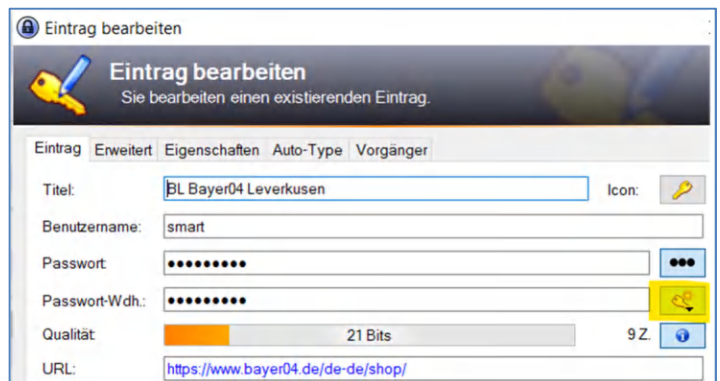 Eintrag bearbeiten
Eintrag bearbeiten
Sie bearbeiten einen existierenden Eintrag.
Eintrag Erweitert Eigenschaften Auto-Type Vorgänger
Titel: BL Bayer04 Leverkusen Icon:
Benutzername: smart
Passwort: ●●●●●●●●● ●●●
Passwort-Wdh.: ●●●●●●●●●
Qualität: 21 Bits 9 Z.
URL: https://www.bayer04.de/de-de/shop/